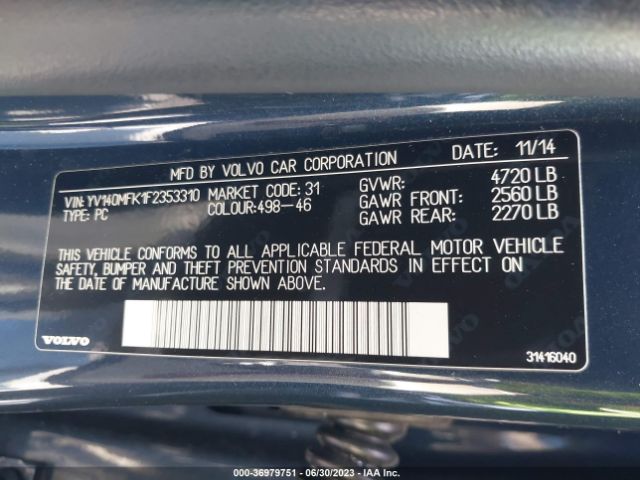 MFD BY VOLVO CAR CORPORATION DATE: 11/14
VIN: YV140MFK1F2353310 MARKET CODE: 31 GVWR: 4720 LB
TYPE: PC COLOUR:498-46 GAWR FRONT: 2560 LB
GAWR REAR: 2270 LB
THIS VEHICLE CONFORMS TO ALL APPLICABLE FEDERAL MOTOR VEHICLE
SAFETY, BUMPER AND THEFT PREVENTION STANDARDS IN EFFECT ON
THE DATE OF MANUFACTURE SHOWN ABOVE.
VOLVO 31416040
000-36979751 | 06/30/2023 - IAA Inc.